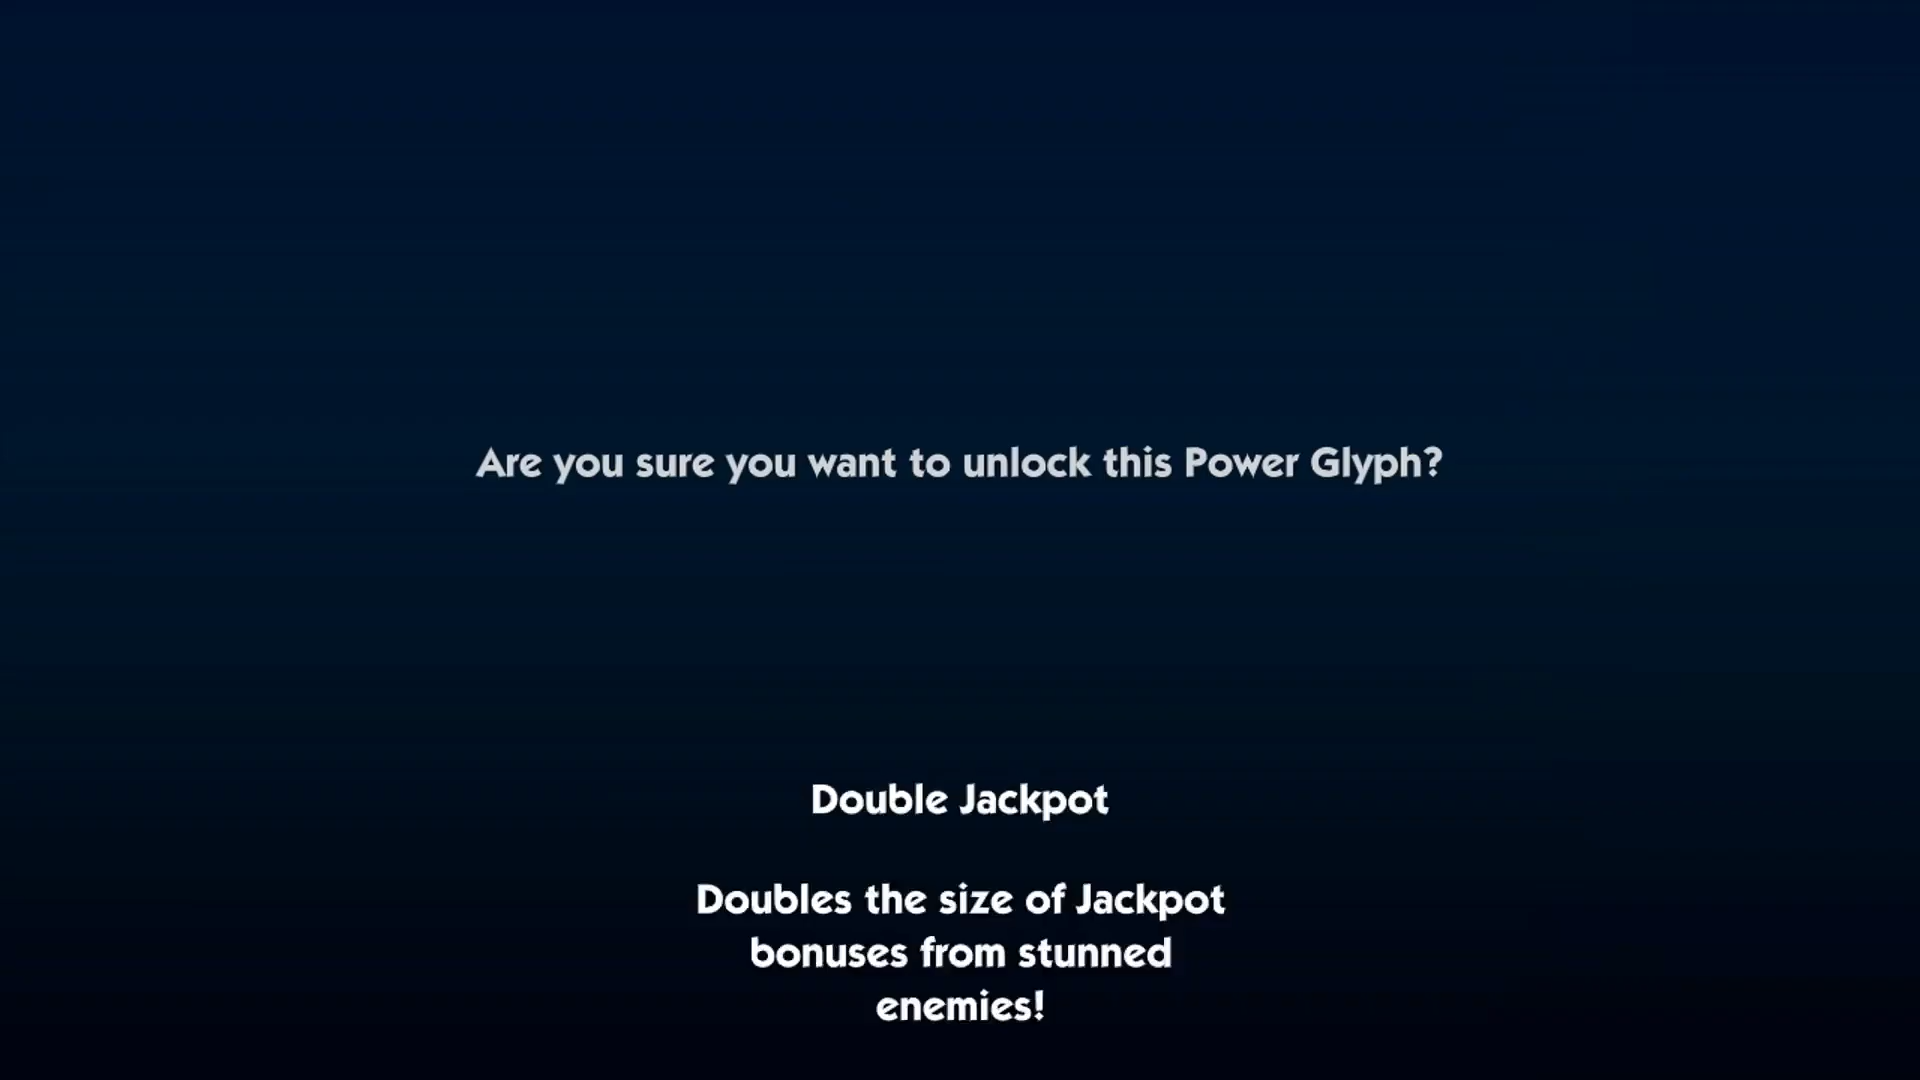 Are you sure you want to unlock this Power Glyph?
Double Jackpot
Doubles the size of Jackpot
bonuses from stunned
enemies!